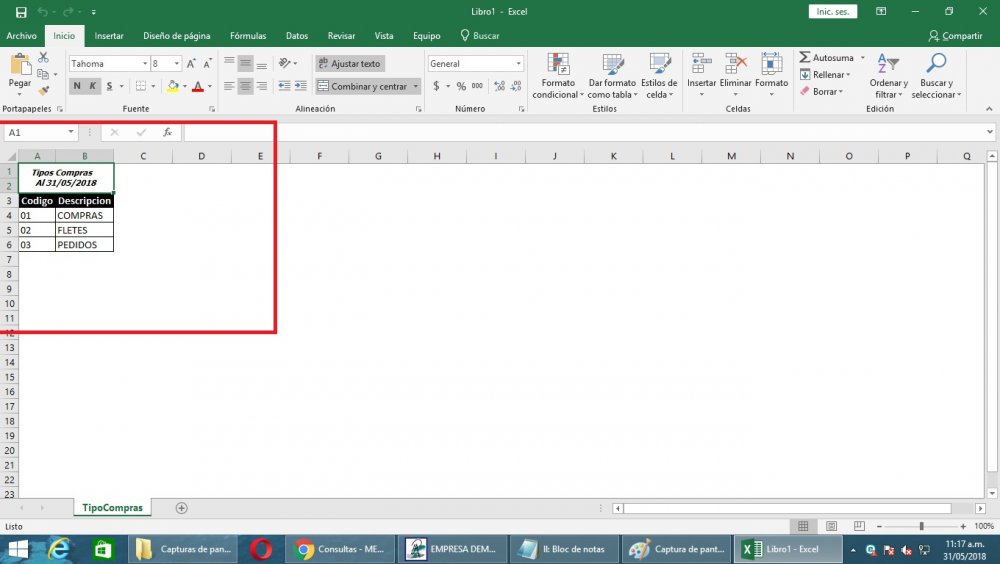 Libro1 - Excel
Inic. ses.
Archivo Inicio Insertar Diseño de página Fórmulas Datos Revisar Vista Equipo Buscar Compartir
Pegar
Portapapeles
Tahoma 8 A A
N K S A
Fuente
Ajustar texto
Combinar y centrar
Alineación
General
$ % 000
Número
Formato condicional
Dar formato como tabla
Estilos de celda
Estilos
Insertar Eliminar Formato
Celdas
Autosuma
Rellenar
Borrar
Ordenar y filtrar
Buscar y seleccionar
Edición
A1 fx
A B C D E F G H I J K L M N O P Q
1 Tipos Compras
2 Al 31/05/2018
3 Codigo Descripcion
4 01 COMPRAS
5 02 FLETES
6 03 PEDIDOS
7
8
9
10
11
12
13
14
15
16
17
18
19
20
21
22
23
TipoCompras
Listo 100%
Capturas de pan... Consultas - ME... EMPRESA DEM... II: Bloc de notas Captura de pant... Libro1 - Excel
11:17 a.m.
31/05/2018